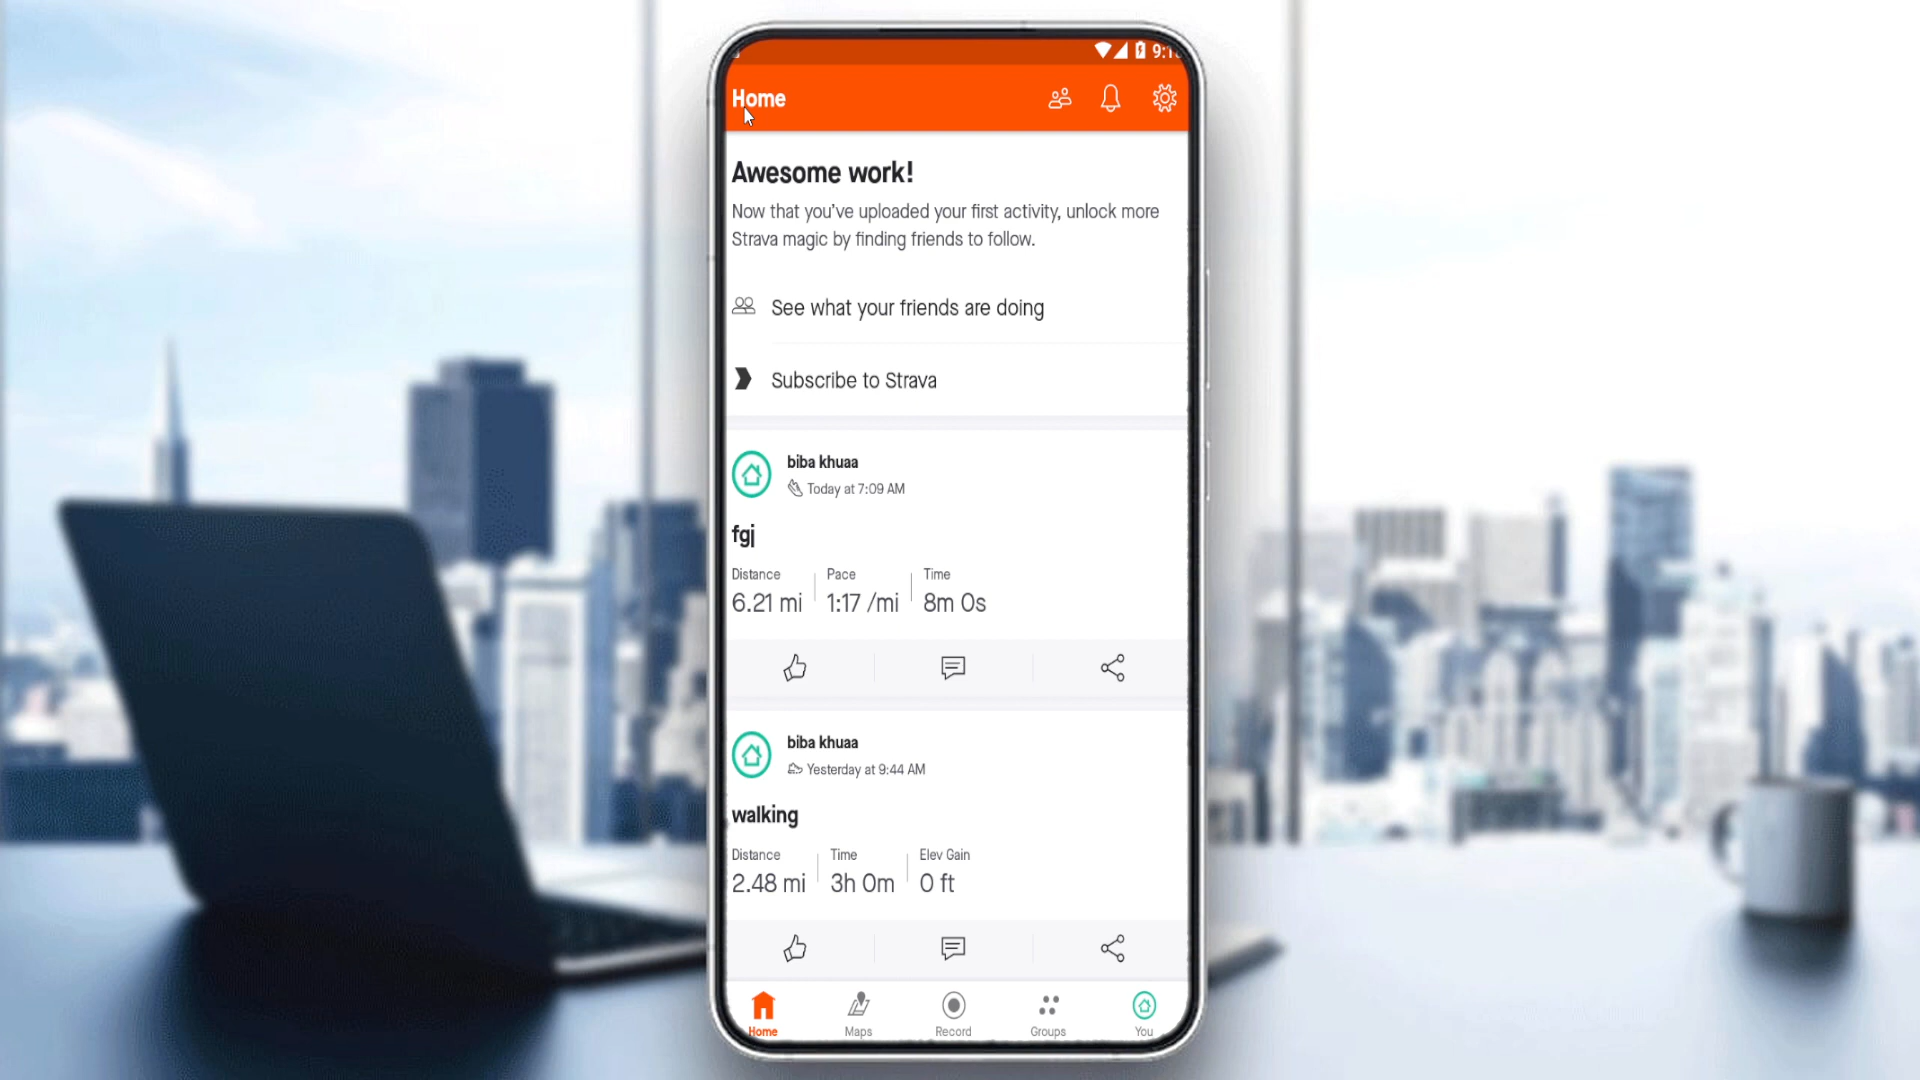 9:1
Home
Awesome work!
Now that you've uploaded your first activity, unlock more
Strava magic by finding friends to follow.
See what your friends are doing
Subscribe to Strava
biba khuaa
Today at 7:09 AM
fgj
Distance Pace Time
6.21 mi 1:17 /mi 8m 0s
biba khuaa
Yesterday at 9:44 AM
walking
Distance Time Elev Gain
2.48 mi 3h 0m 0 ft
Home Maps Record Groups You